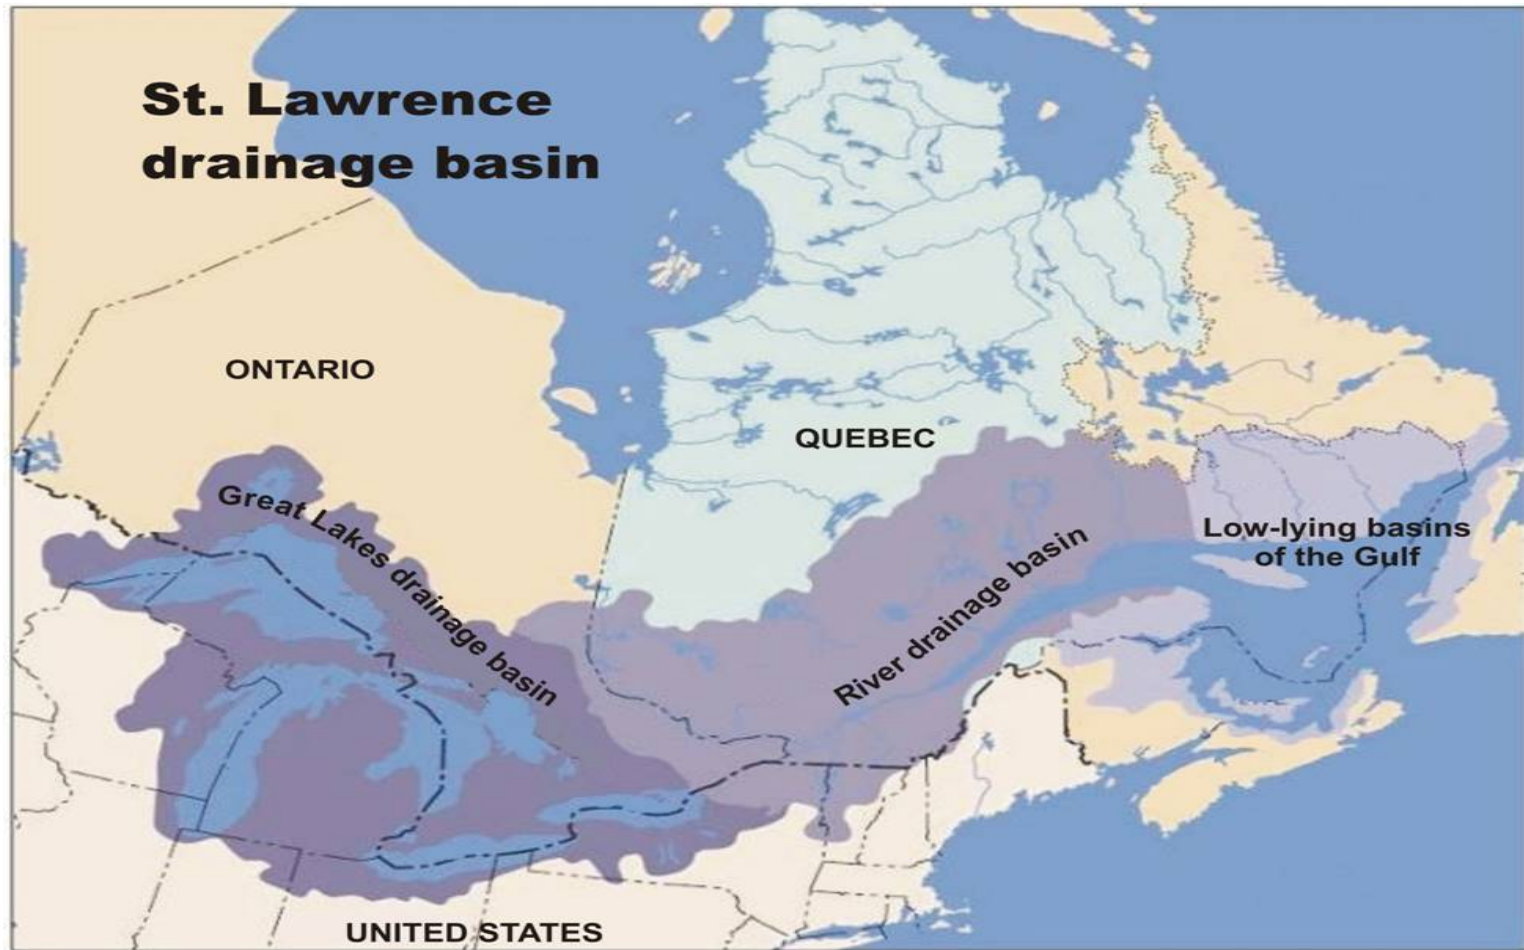 St. Lawrence
drainage basin
ONTARIO
QUEBEC
Great Lakes drainage basin
River drainage basin
Low-lying basins
of the Gulf
UNITED STATES